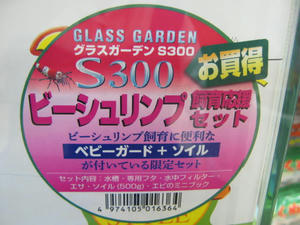 GLASS GARDEN
グラスガーデン S300
S300
お買得
ビーシュリンプ 飼育応援セット
ビーシュリンプ飼育に便利な
ベビーガード + ソイル
が付いている限定セット
セット内容：水槽・専用フタ・水中フィルター・
エサ・ソイル(500g)・エビのミニブック
4 974105 016364